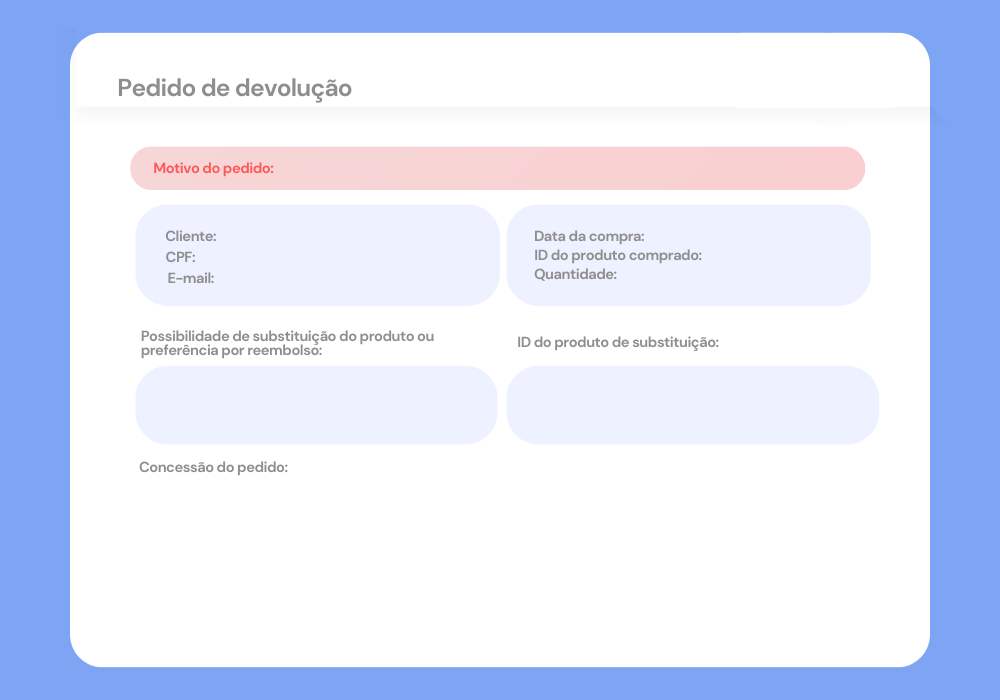 Pedido de devolução
Motivo do pedido:
Cliente:
CPF:
E-mail:
Data da compra:
ID do produto comprado:
Quantidade:
Possibilidade de substituição do produto ou
preferência por reembolso:
ID do produto de substituição:
Concessão do pedido: